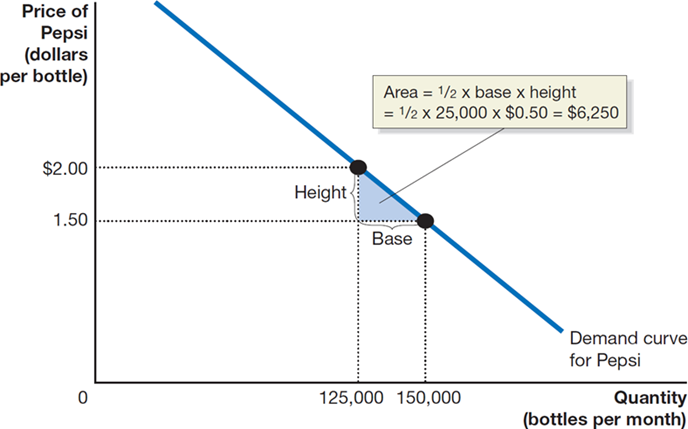 Price of
Pepsi
(dollars
per bottle)
Area = 1/2 x base x height
= 1/2 x 25,000 x $0.50 = $6,250
$2.00
Height
1.50
Base
Demand curve
for Pepsi
0
125,000
150,000
Quantity
(bottles per month)